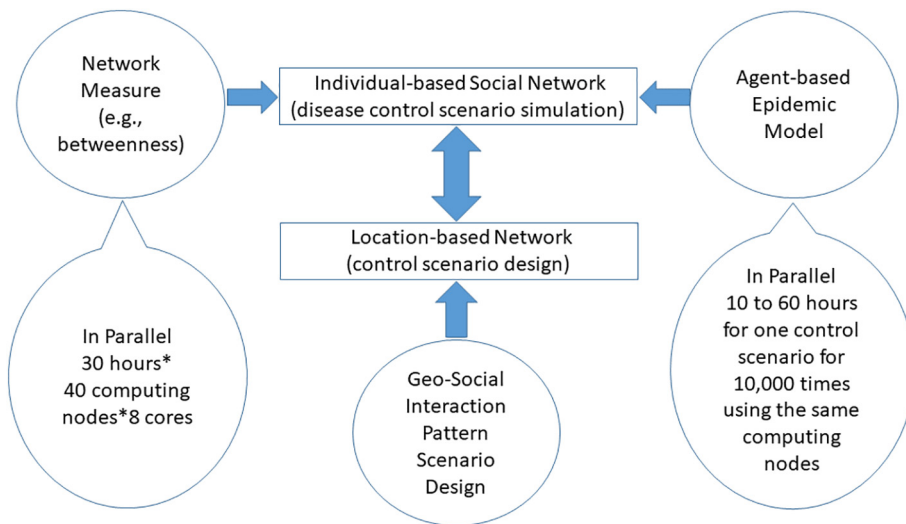 Network
Measure
(e.g.,
betweenness)
Individual-based Social Network
(disease control scenario simulation)
Agent-based
Epidemic
Model
Location-based Network
(control scenario design)
In Parallel
30 hours*
40 computing
nodes*8 cores
Geo-Social
Interaction
Pattern
Scenario
Design
In Parallel
10 to 60 hours
for one control
scenario for
10,000 times
using the same
computing
nodes